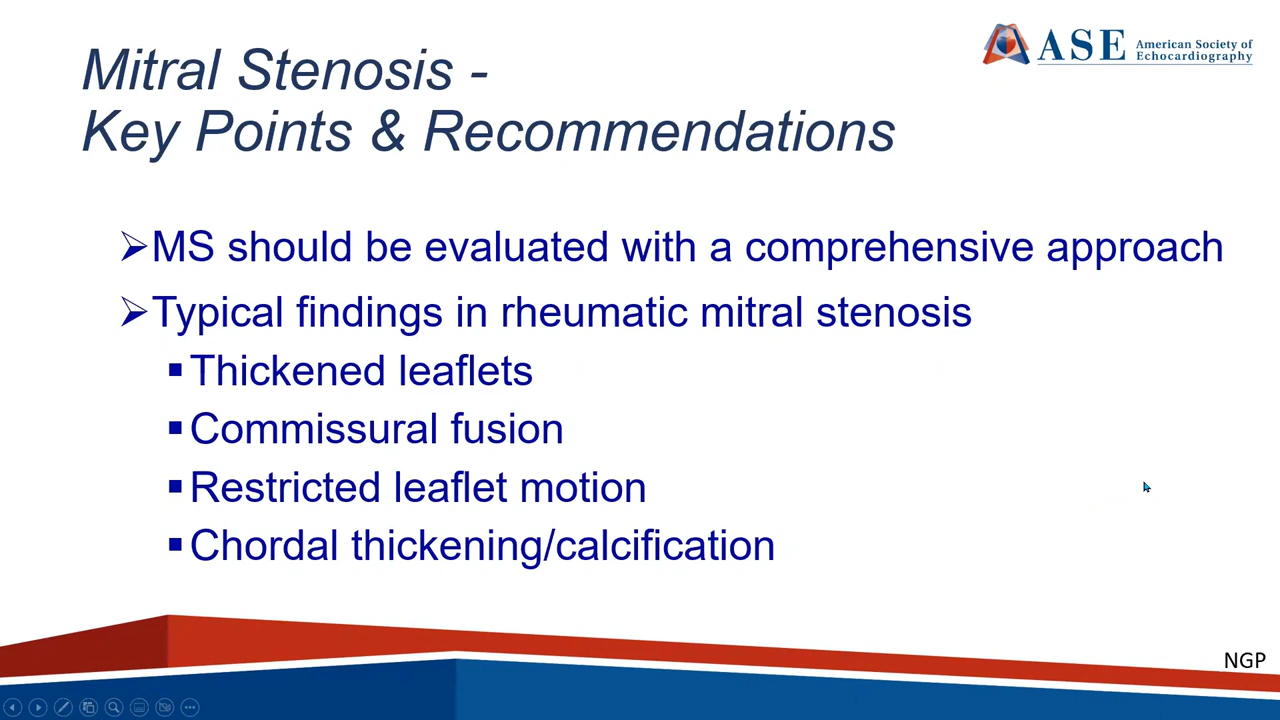 Mitral Stenosis -
Key Points & Recommendations
ASE American Society of
Echocardiography
➢MS should be evaluated with a comprehensive approach
➢Typical findings in rheumatic mitral stenosis
▪Thickened leaflets
▪Commissural fusion
▪Restricted leaflet motion
▪Chordal thickening/calcification
NGP